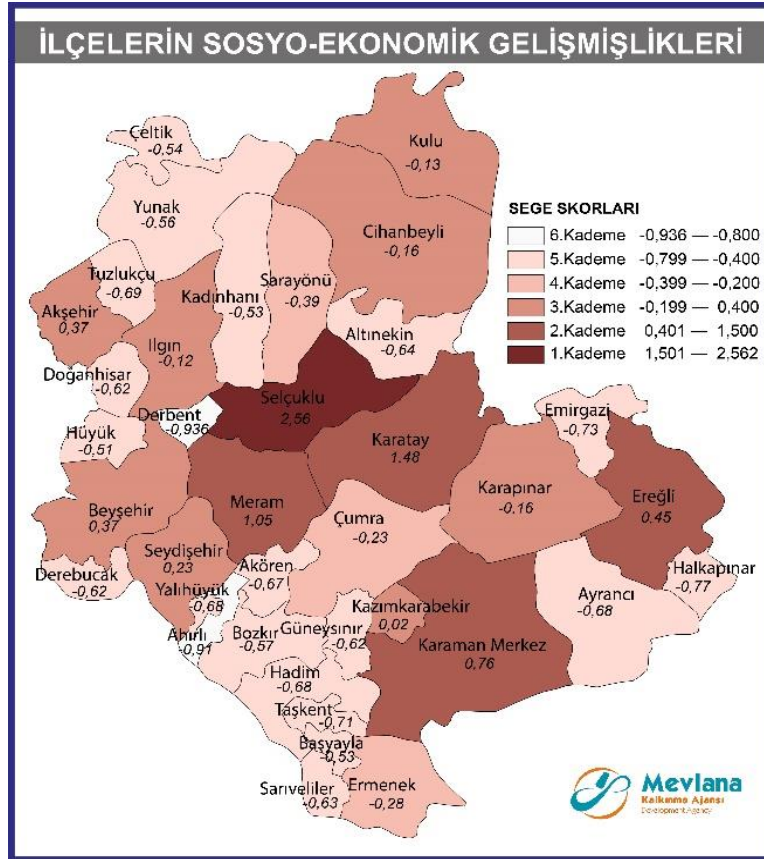 İLÇELERİN SOSYO-EKONOMİK GELİŞMİŞLİKLERİ
Çeltik
-0,54
Kulu
-0,13
Yunak
-0.56
SEGE SKORLARI
6.Kademe -0,936 — -0,800
5.Kademe -0,799 — -0,400
4.Kademe -0,399 — -0,200
3.Kademe -0,199 — 0,400
2.Kademe 0,401 — 1,500
1.Kademe 1,501 — 2,562
Cihanbeyli
-0,16
Tuzlukçu
-0,69
Kadınhanı
-0,53
Sarayönü
-0,39
Akşehir
0,37
Ilgın
-0,12
Altınekin
-0,64
Doğanhisar
-0,62
Selçuklu
2,56
Derbent
-0,936
Emirgazi
-0,73
Hüyük
-0,51
Karatay
1.48
Karapınar
-0,16
Ereğli
0.45
Beyşehir
0,37
Meram
1,05
Çumra
-0,23
Seydişehir
0,23
Derebucak
-0,62
Akören
-0,67
Halkapınar
-0,77
Yalıhüyük
-0,68
Kazımkarabekir
0,02
Ayrancı
-0,68
Ahırlı
-0,91
Bozkır
-0,57
Güneysınır
-0,62
Karaman Merkez
0,76
Hadim
-0,68
Taşkent
-0,71
Başyayla
-0,53
Sarıveliler
-0,63
Ermenek
-0,28
Mevlana
Kalkınma Ajansı
Development Agency